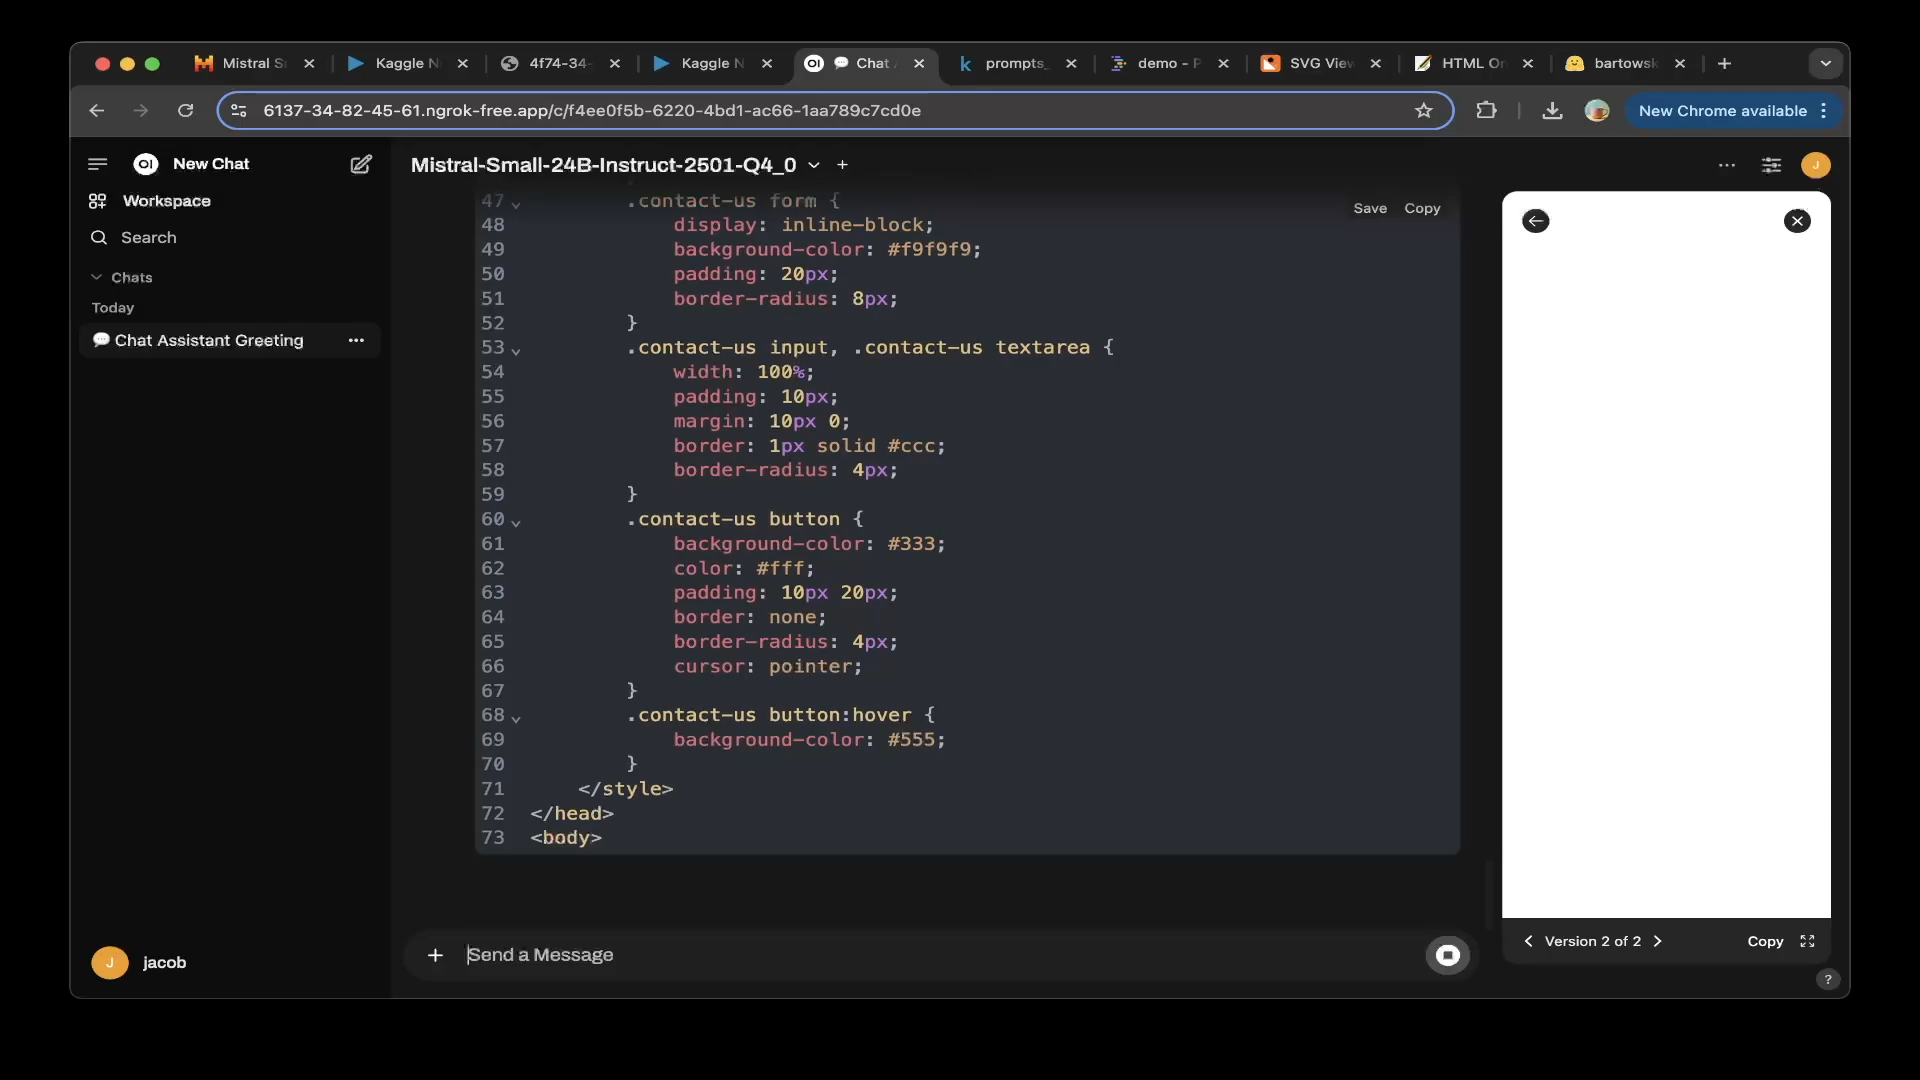 Mistral S
Kaggle N
4f74-34-
Kaggle N
Chat
prompts_
demo - P
SVG View
HTML On
bartowsk
6137-34-82-45-61.ngrok-free.app/c/f4ee0f5b-6220-4bd1-ac66-1aa789c7cd0e
New Chrome available
OI New Chat
Workspace
Search
Chats
Today
Chat Assistant Greeting
J jacob
Mistral-Small-24B-Instruct-2501-Q4_0
J
Save Copy
47 .contact-us form {
48 display: inline-block;
49 background-color: #f9f9f9;
50 padding: 20px;
51 border-radius: 8px;
52 }
53 .contact-us input, .contact-us textarea {
54 width: 100%;
55 padding: 10px;
56 margin: 10px 0;
57 border: 1px solid #ccc;
58 border-radius: 4px;
59 }
60 .contact-us button {
61 background-color: #333;
62 color: #fff;
63 padding: 10px 20px;
64 border: none;
65 border-radius: 4px;
66 cursor: pointer;
67 }
68 .contact-us button:hover {
69 background-color: #555;
70 }
71 </style>
72 </head>
73 <body>
Send a Message
Version 2 of 2
Copy
?